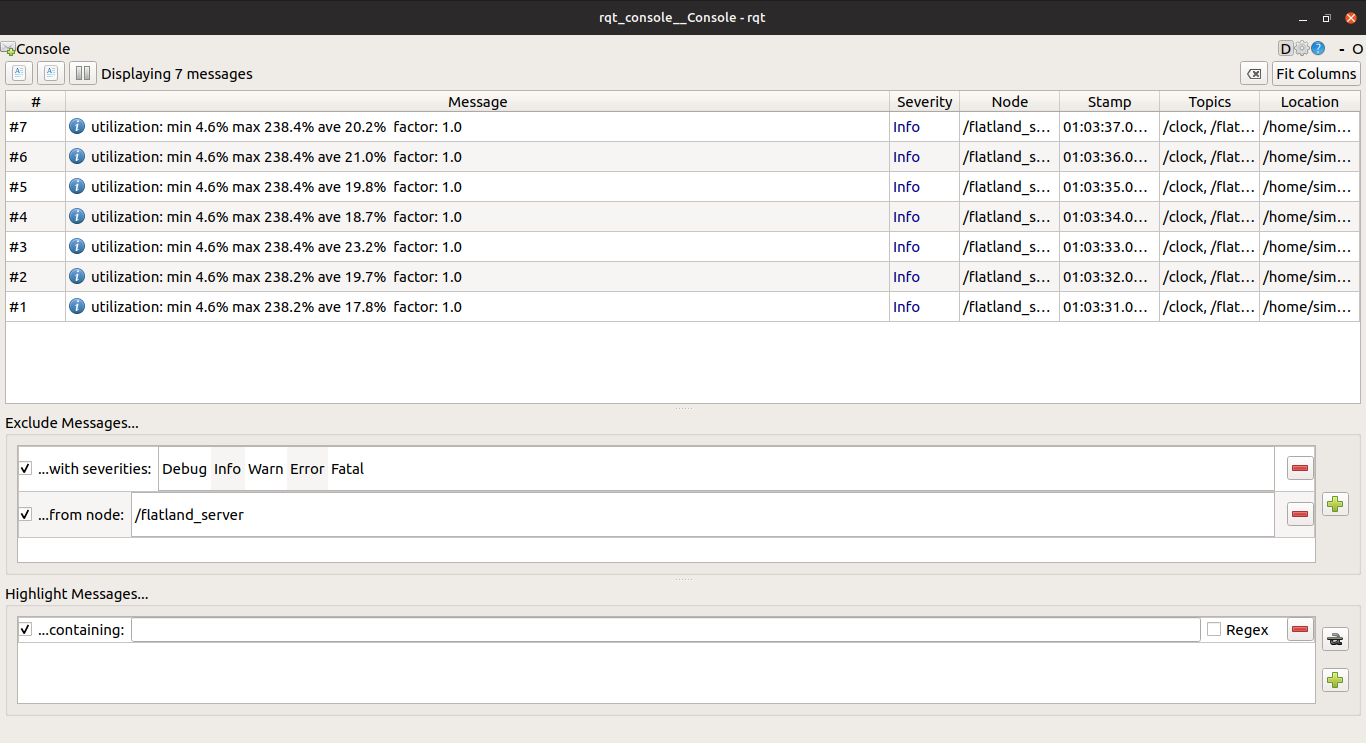 rqt_console__Console - rqt
Console D - O
Displaying 7 messages Fit Columns
# Message Severity Node Stamp Topics Location
#7 utilization: min 4.6% max 238.4% ave 20.2% factor: 1.0 Info /flatland_s... 01:03:37.0... /clock, /flat... /home/sim...
#6 utilization: min 4.6% max 238.4% ave 21.0% factor: 1.0 Info /flatland_s... 01:03:36.0... /clock, /flat... /home/sim...
#5 utilization: min 4.6% max 238.4% ave 19.8% factor: 1.0 Info /flatland_s... 01:03:35.0... /clock, /flat... /home/sim...
#4 utilization: min 4.6% max 238.4% ave 18.7% factor: 1.0 Info /flatland_s... 01:03:34.0... /clock, /flat... /home/sim...
#3 utilization: min 4.6% max 238.4% ave 23.2% factor: 1.0 Info /flatland_s... 01:03:33.0... /clock, /flat... /home/sim...
#2 utilization: min 4.6% max 238.2% ave 19.7% factor: 1.0 Info /flatland_s... 01:03:32.0... /clock, /flat... /home/sim...
#1 utilization: min 4.6% max 238.2% ave 17.8% factor: 1.0 Info /flatland_s... 01:03:31.0... /clock, /flat... /home/sim...
Exclude Messages...
...with severities: Debug Info Warn Error Fatal
...from node: /flatland_server
Highlight Messages...
...containing: Regex